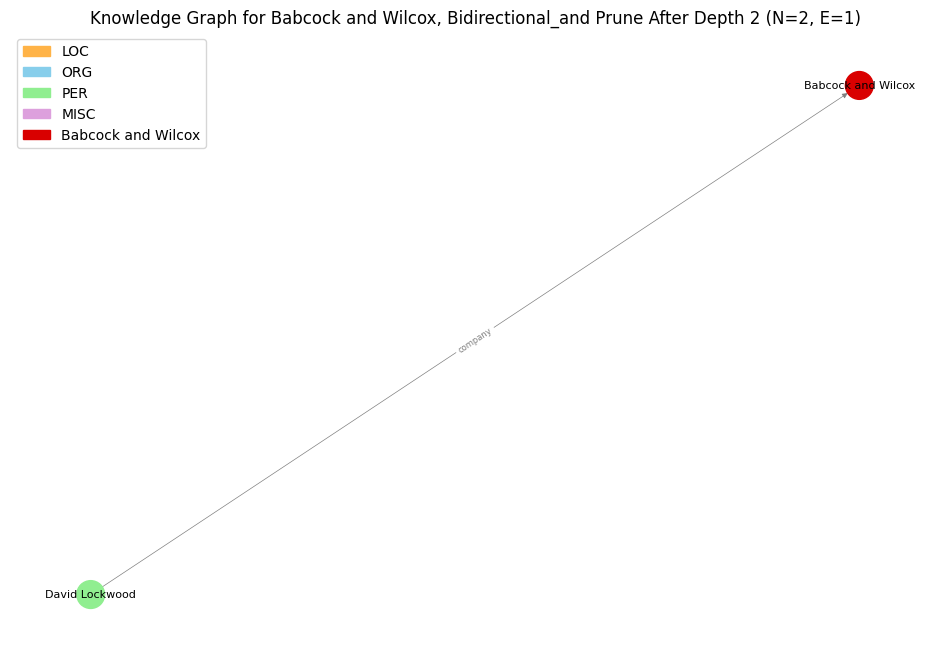 Knowledge Graph for Babcock and Wilcox, Bidirectional_and Prune After Depth 2 (N=2, E=1)
LOC
ORG
PER
MISC
Babcock and Wilcox
Babcock and Wilcox
company
David Lockwood